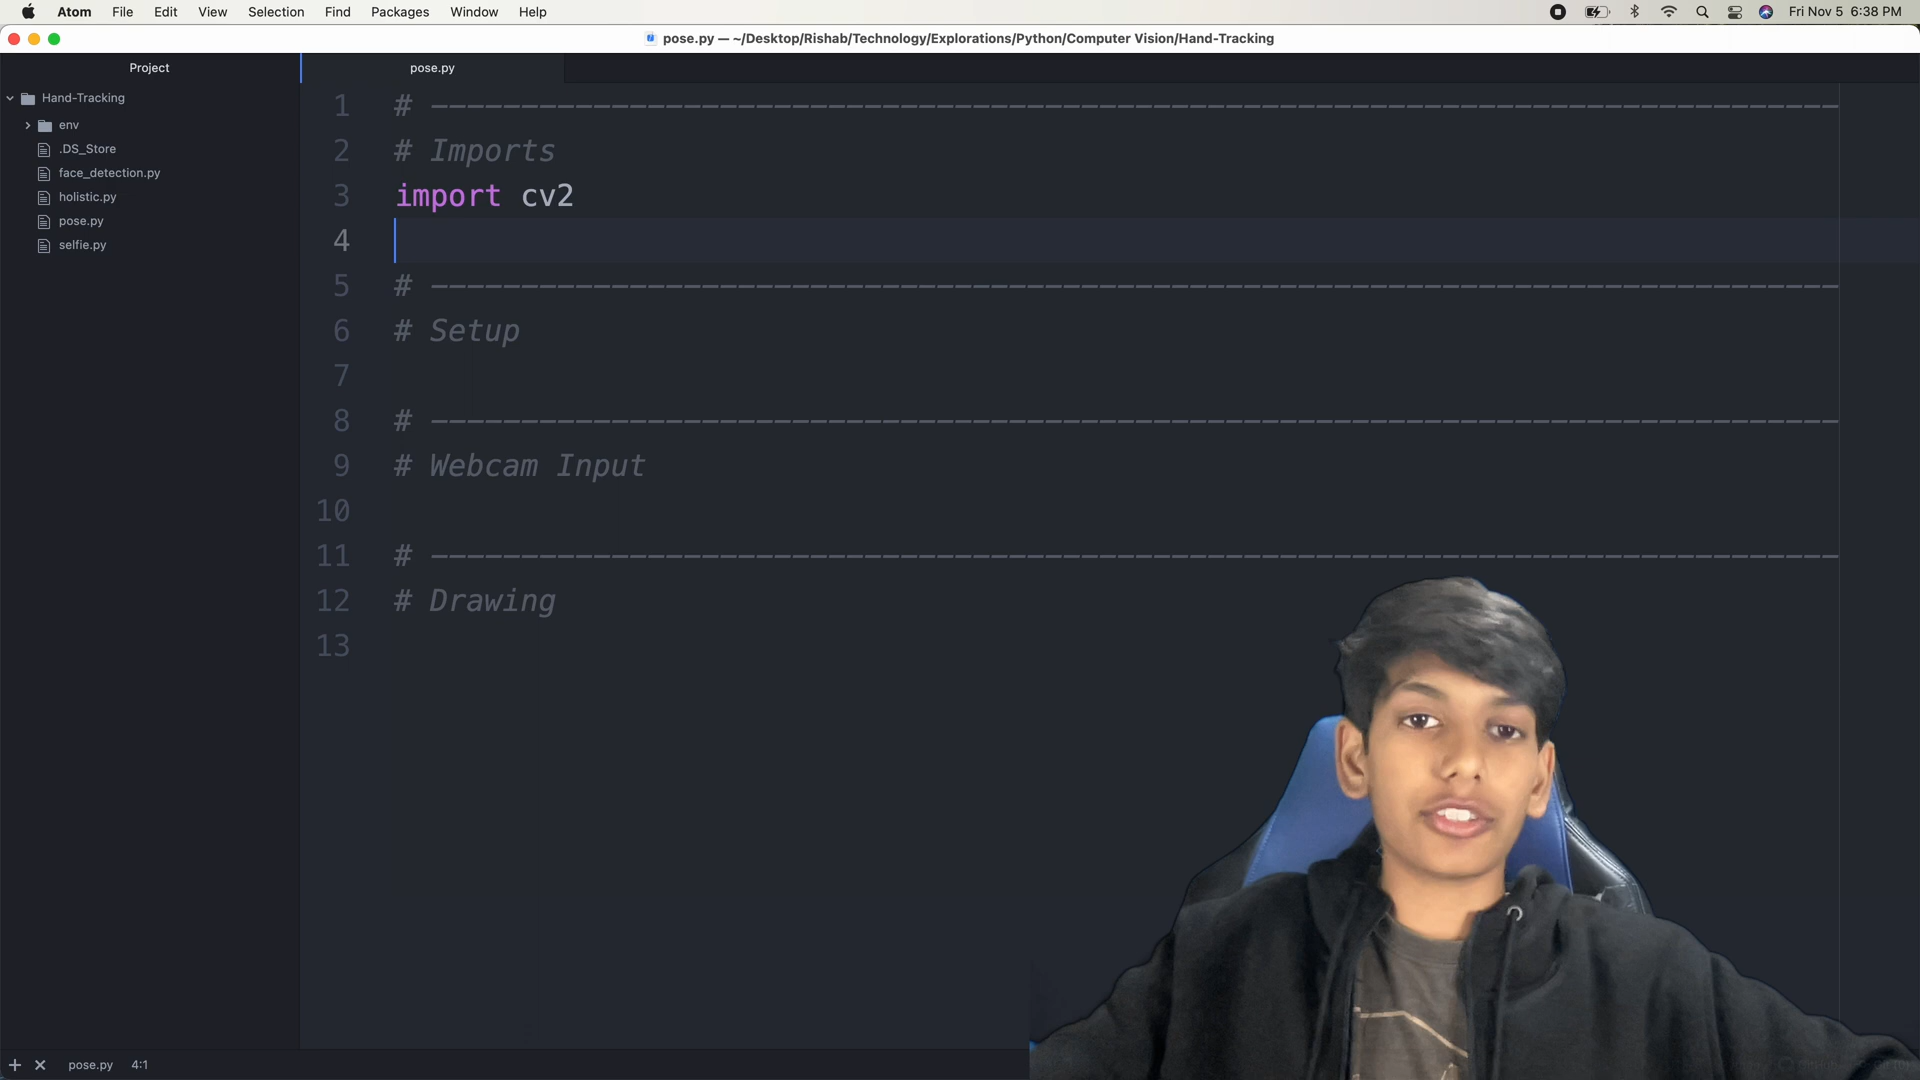 Atom File Edit View Selection Find Packages Window Help Fri Nov 5 6:38 PM
pose.py — ~/Desktop/Rishab/Technology/Explorations/Python/Computer Vision/Hand-Tracking
Project
Hand-Tracking
env
.DS_Store
face_detection.py
holistic.py
pose.py
selfie.py
pose.py
1 # --------------------------------------------------------------------------------
2 # Imports
3 import cv2
4
5 # --------------------------------------------------------------------------------
6 # Setup
7
8 # --------------------------------------------------------------------------------
9 # Webcam Input
10
11 # --------------------------------------------------------------------------------
12 # Drawing
13
pose.py 4:1